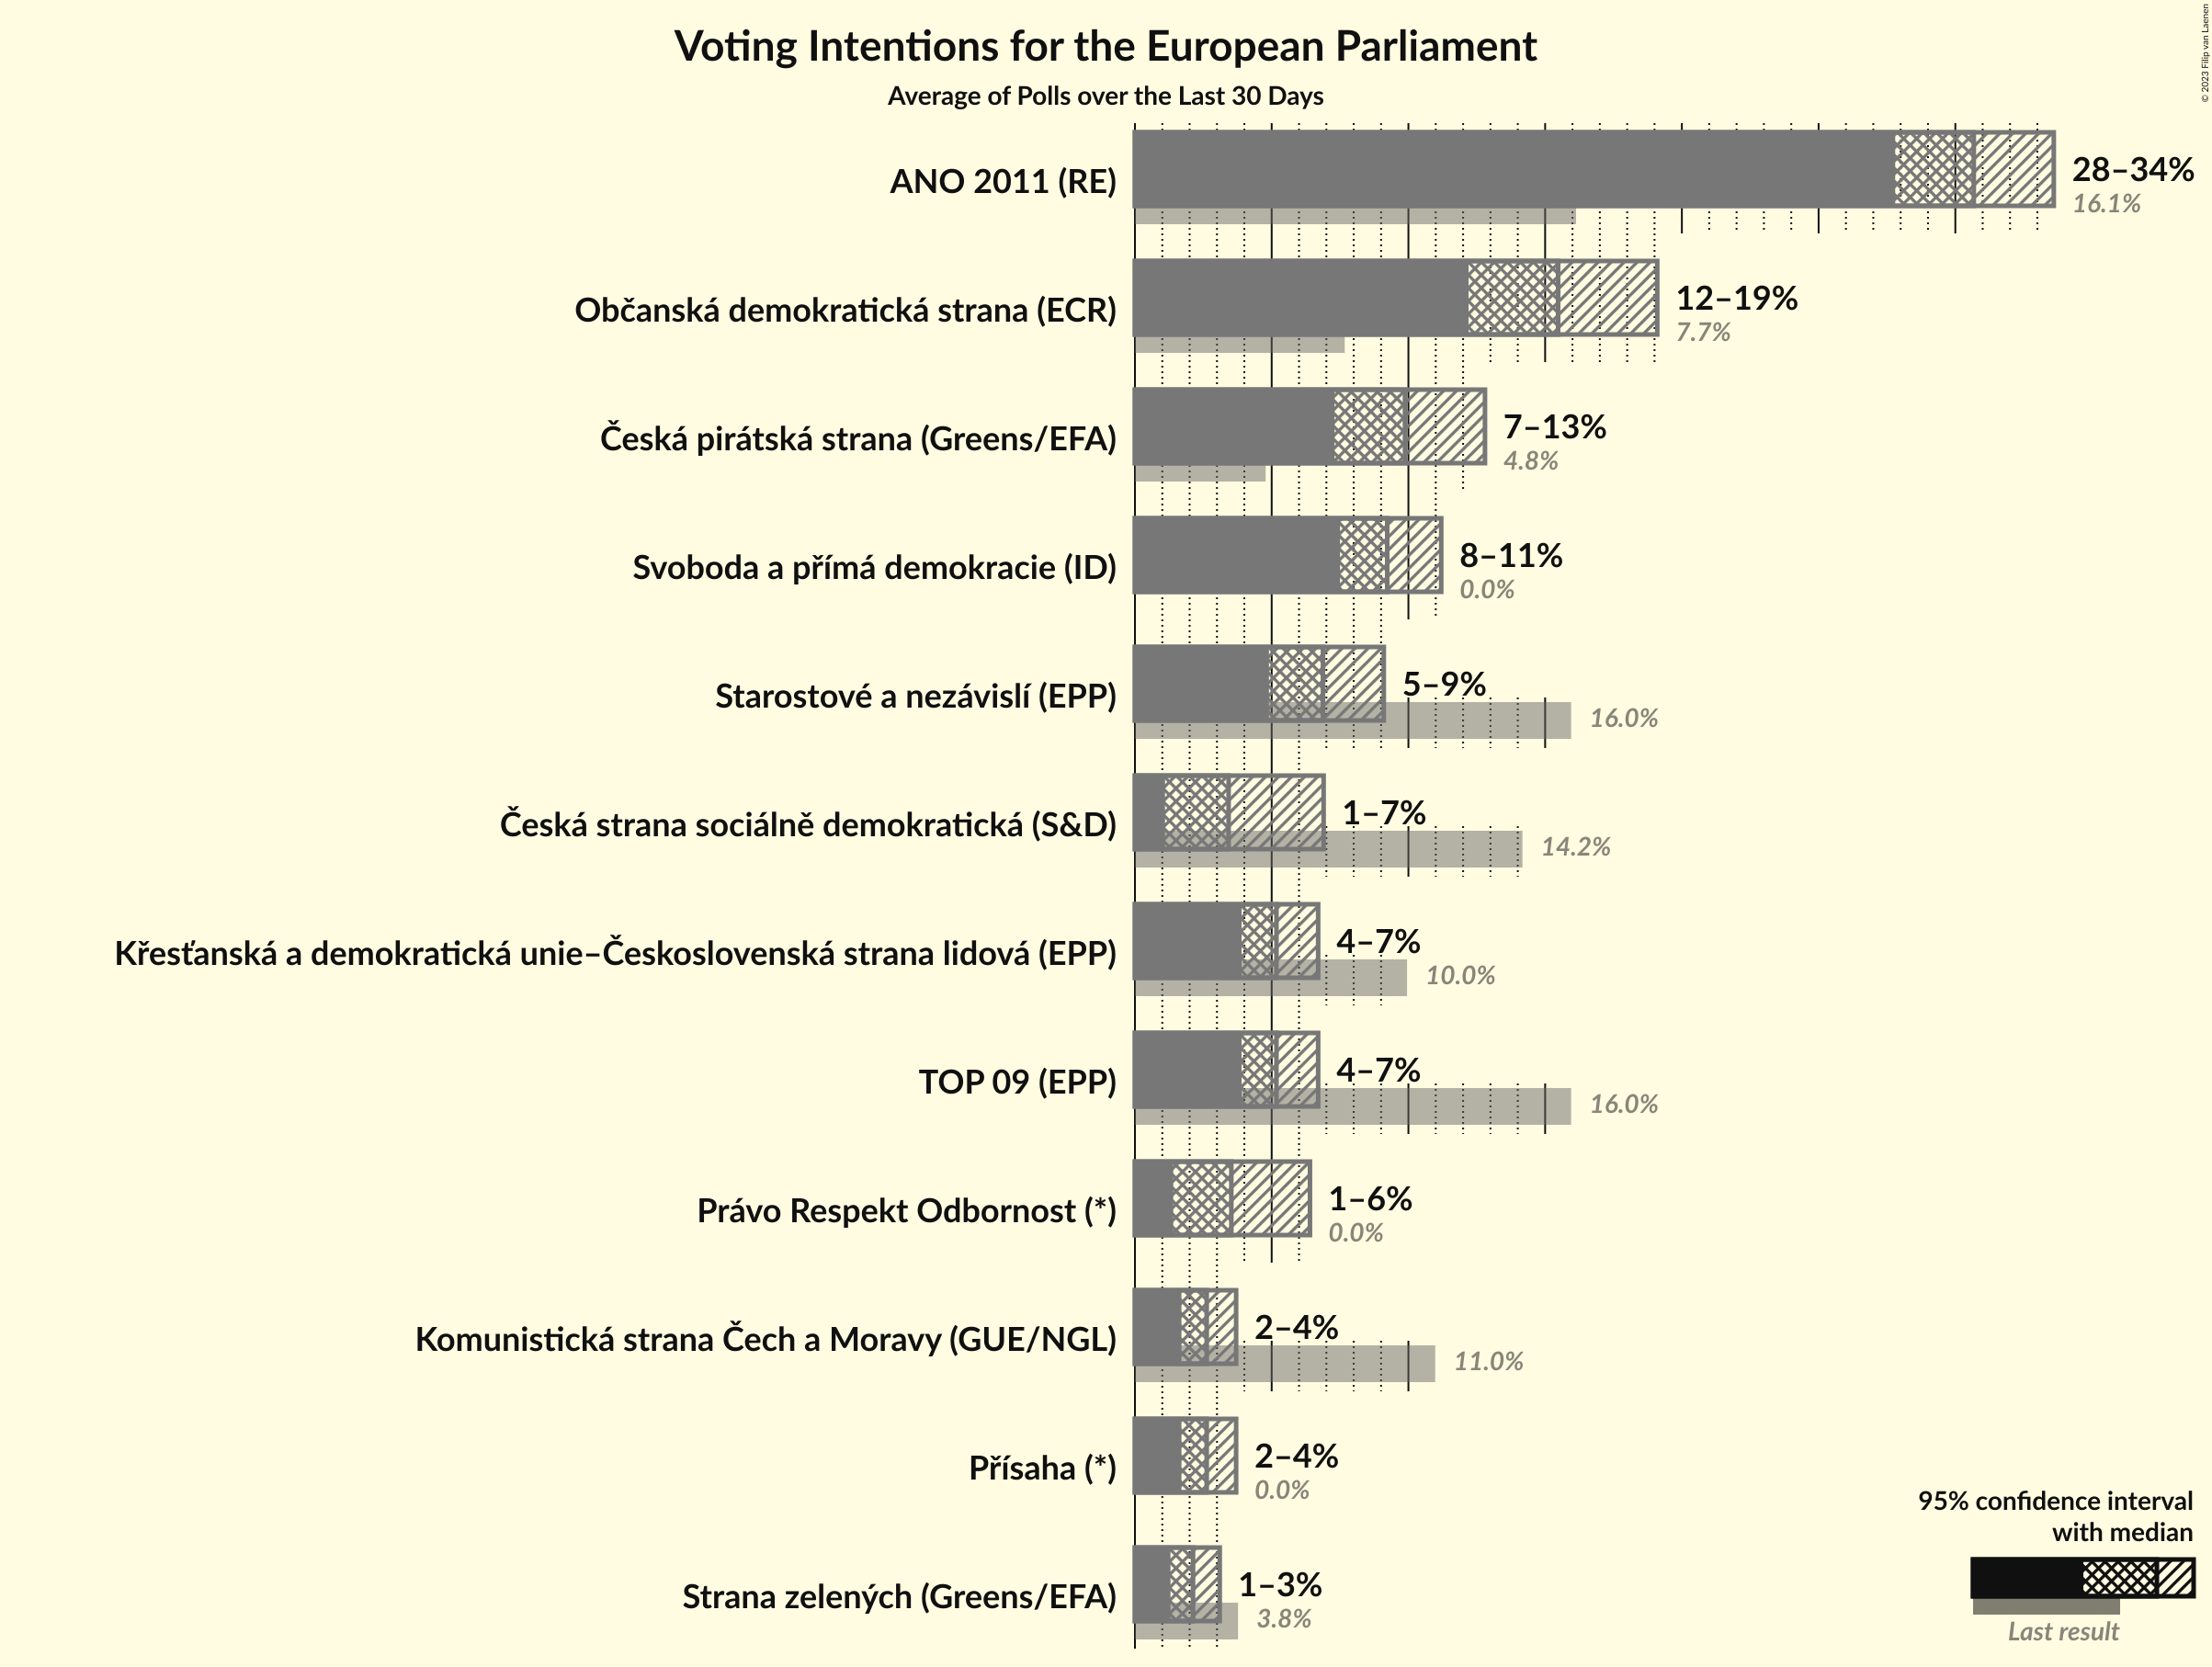 Voting Intentions for the European Parliament
Average of Polls over the Last 30 Days
© 2023 Filip van Laenen
ANO 2011 (RE)
28–34%
16.1%
Občanská demokratická strana (ECR)
12–19%
7.7%
Česká pirátská strana (Greens/EFA)
7–13%
4.8%
Svoboda a přímá demokracie (ID)
8–11%
0.0%
Starostové a nezávislí (EPP)
5–9%
16.0%
Česká strana sociálně demokratická (S&D)
1–7%
14.2%
Křesťanská a demokratická unie–Československá strana lidová (EPP)
4–7%
10.0%
TOP 09 (EPP)
4–7%
16.0%
Právo Respekt Odbornost (*)
1–6%
0.0%
Komunistická strana Čech a Moravy (GUE/NGL)
2–4%
11.0%
Přísaha (*)
2–4%
0.0%
Strana zelených (Greens/EFA)
1–3%
3.8%
95% confidence interval
with median
Last result